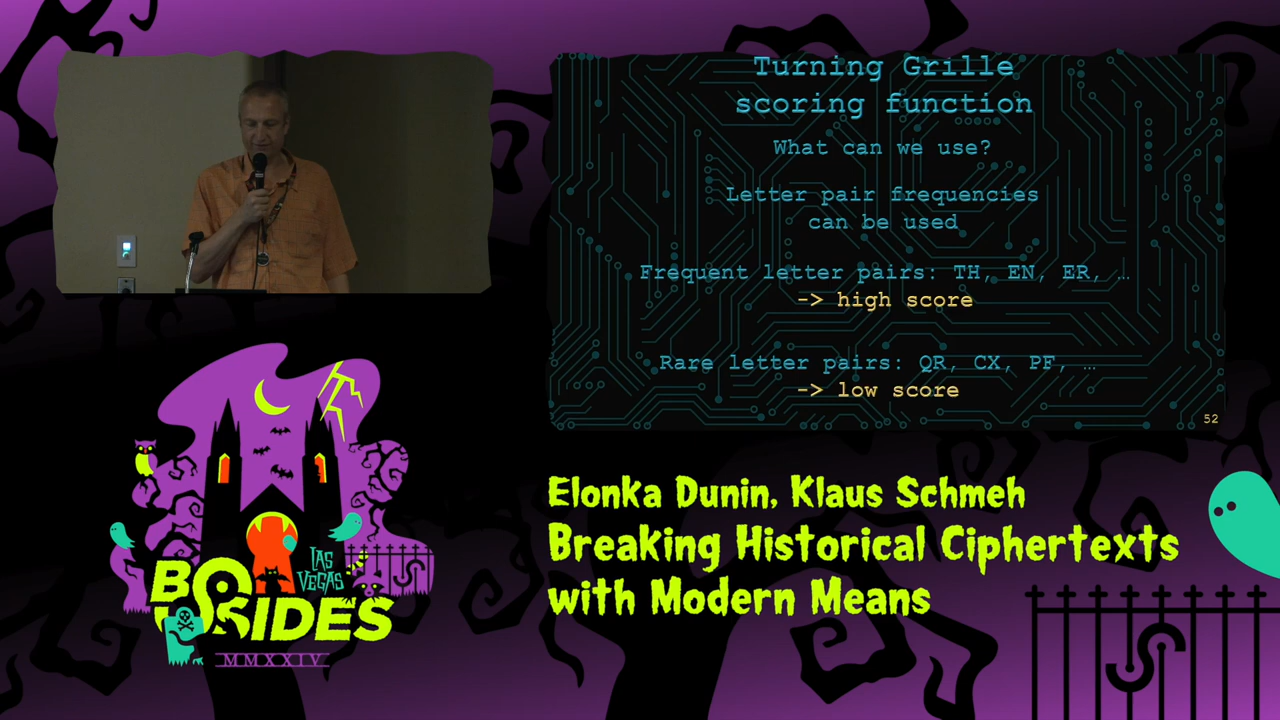 Turning Grille
scoring function
What can we use?
Letter pair frequencies
can be used
Frequent letter pairs: TH, EN, ER, …
-> high score
Rare letter pairs: QR, CX, PF, …
-> low score
52
Elonka Dunin, Klaus Schmeh
Breaking Historical Ciphertexts
with Modern Means
LAS
VEGAS
BSIDES
MMXXIV